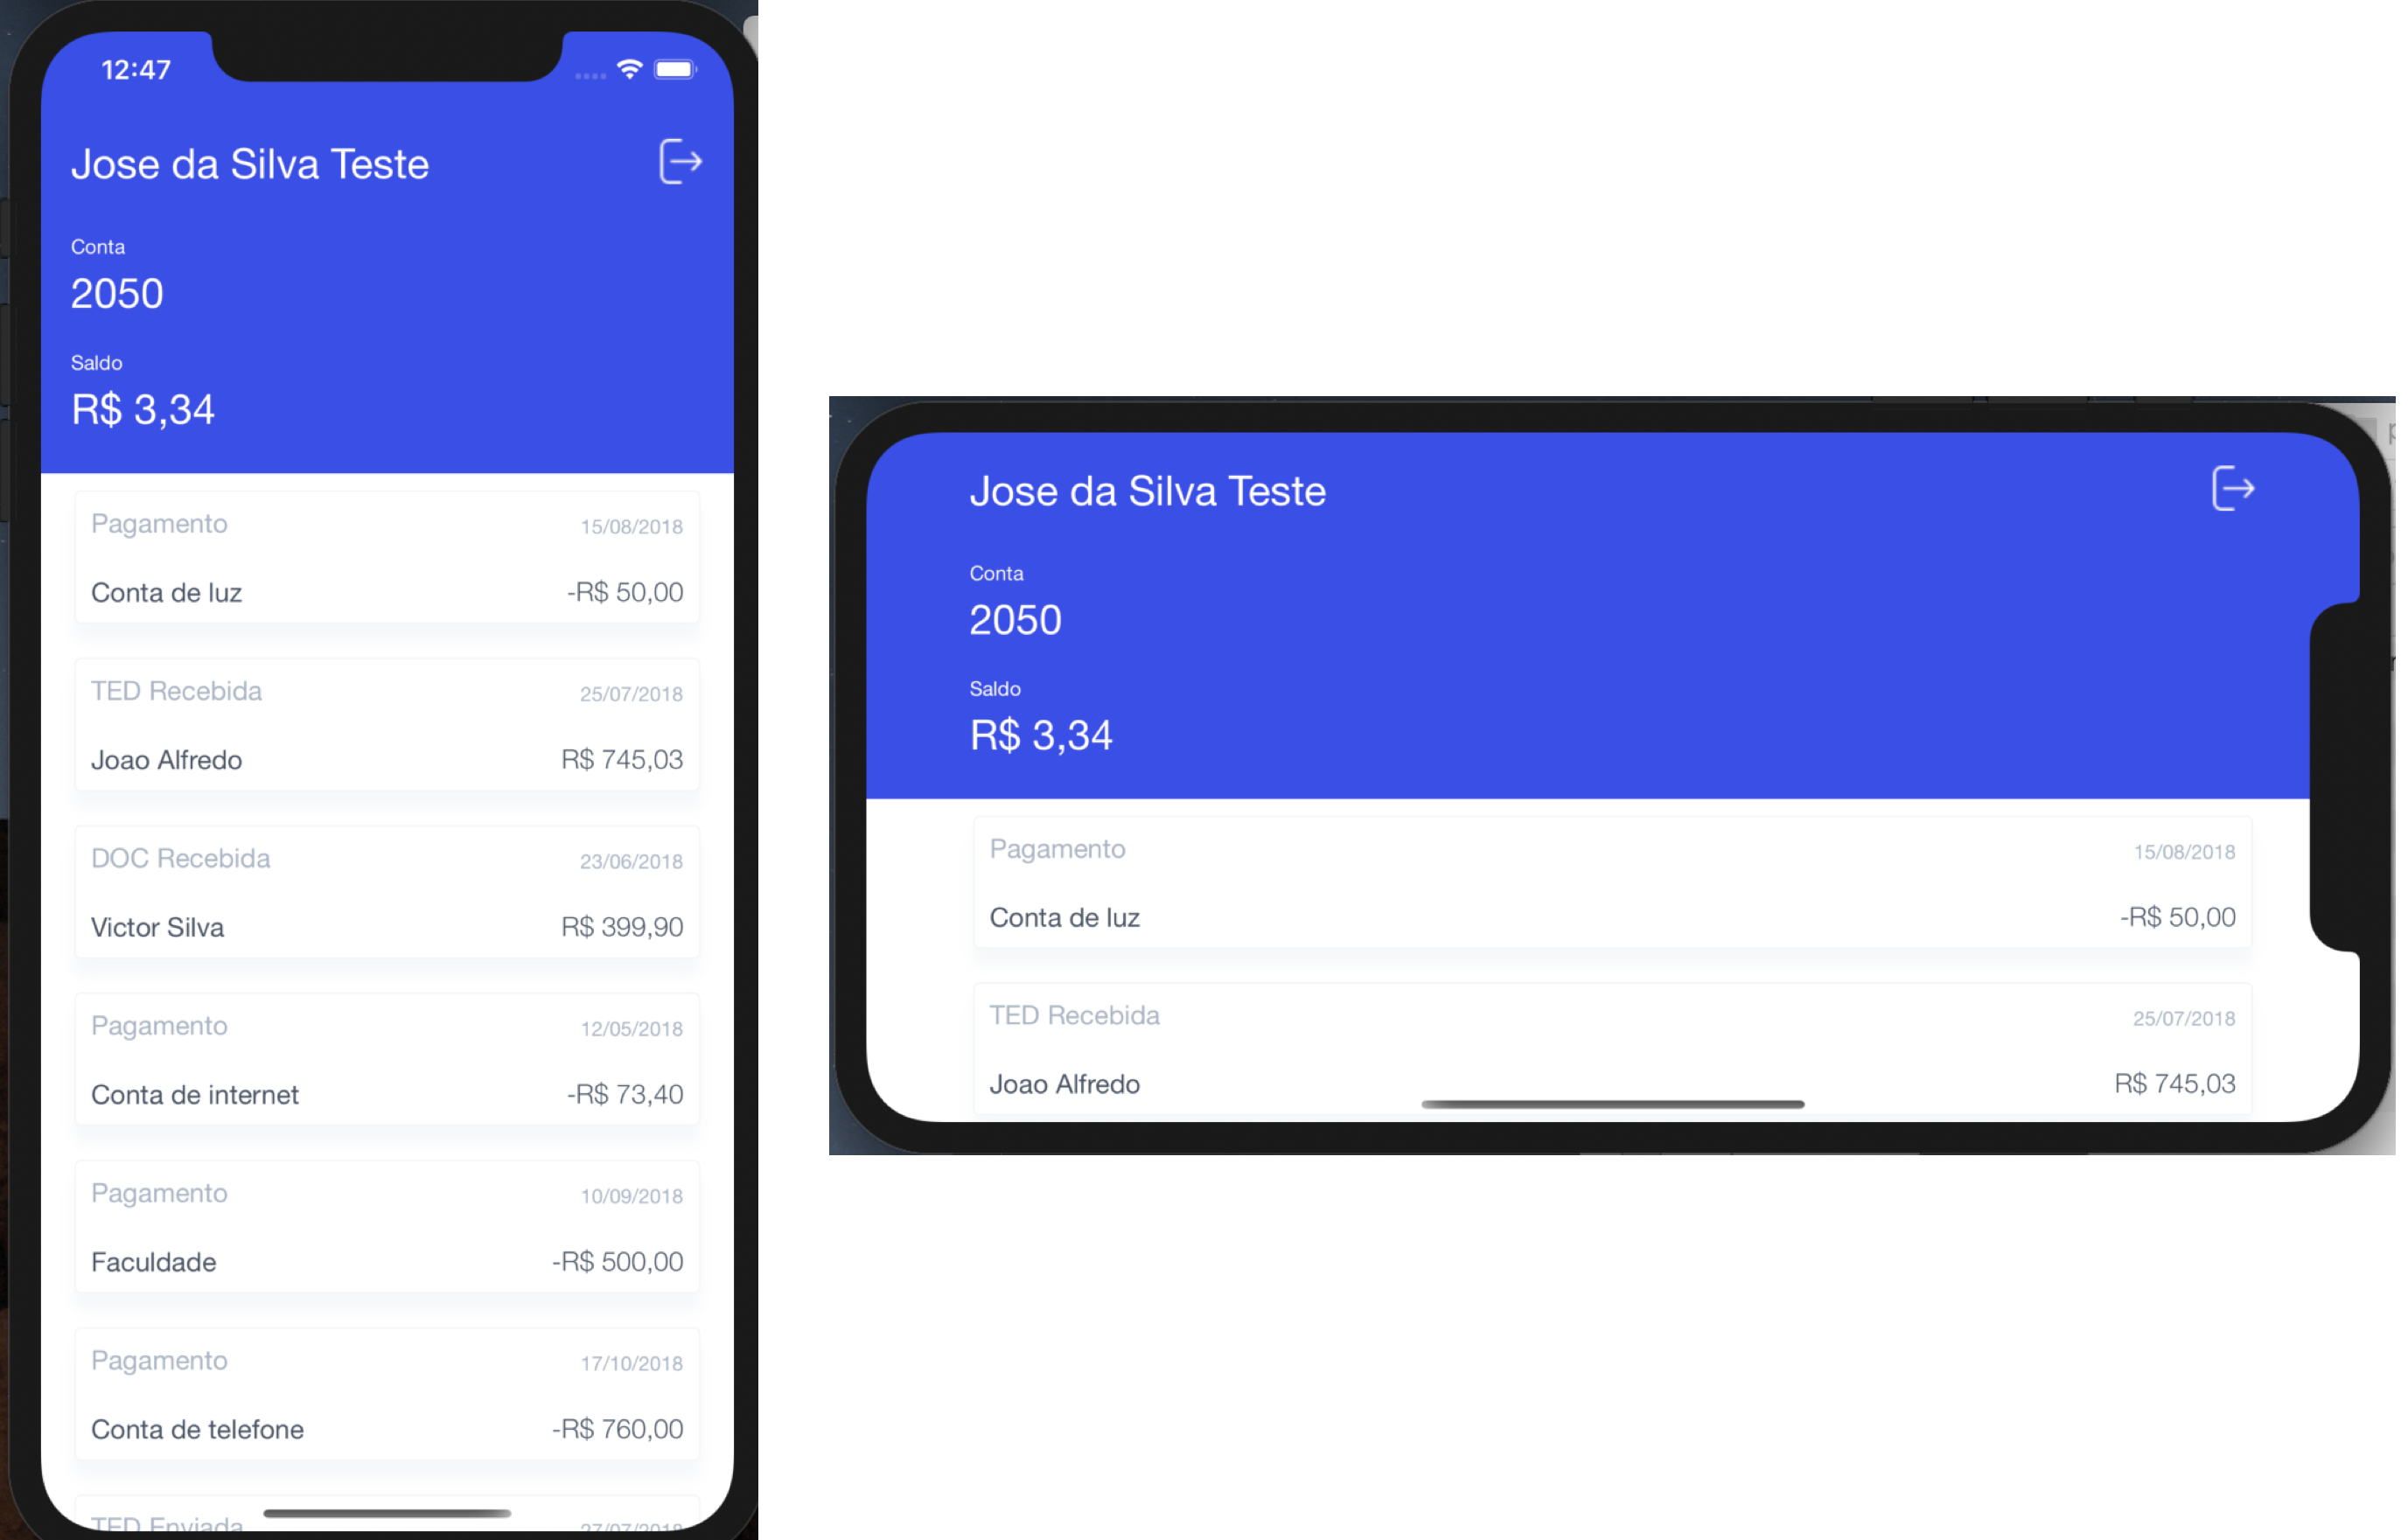 12:47
Jose da Silva Teste
Conta
2050
Saldo
R$ 3,34
Pagamento 15/08/2018
Conta de luz -R$ 50,00
TED Recebida 25/07/2018
Joao Alfredo R$ 745,03
DOC Recebida 23/06/2018
Victor Silva R$ 399,90
Pagamento 12/05/2018
Conta de internet -R$ 73,40
Pagamento 10/09/2018
Faculdade -R$ 500,00
Pagamento 17/10/2018
Conta de telefone -R$ 760,00
TED Enviada 27/07/2018
Jose da Silva Teste
Conta
2050
Saldo
R$ 3,34
Pagamento 15/08/2018
Conta de luz -R$ 50,00
TED Recebida 25/07/2018
Joao Alfredo R$ 745,03